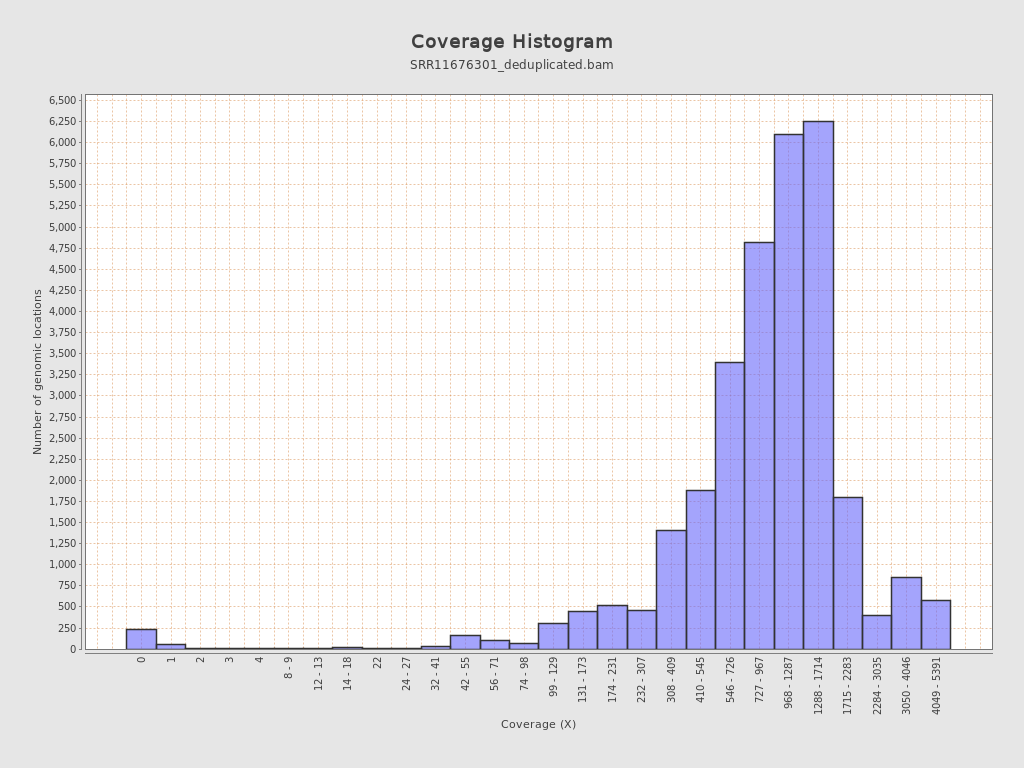 Coverage Histogram
SRR11676301_deduplicated.bam
Number of genomic locations
6,500
6,250
6,000
5,750
5,500
5,250
5,000
4,750
4,500
4,250
4,000
3,750
3,500
3,250
3,000
2,750
2,500
2,250
2,000
1,750
1,500
1,250
1,000
750
500
250
0
0
1
2
3
4
8 - 9
12 - 13
14 - 18
22
24 - 27
32 - 41
42 - 55
56 - 71
74 - 98
99 - 129
131 - 173
174 - 231
232 - 307
308 - 409
410 - 545
546 - 726
727 - 967
968 - 1287
1288 - 1714
1715 - 2283
2284 - 3035
3050 - 4046
4049 - 5391
Coverage (X)